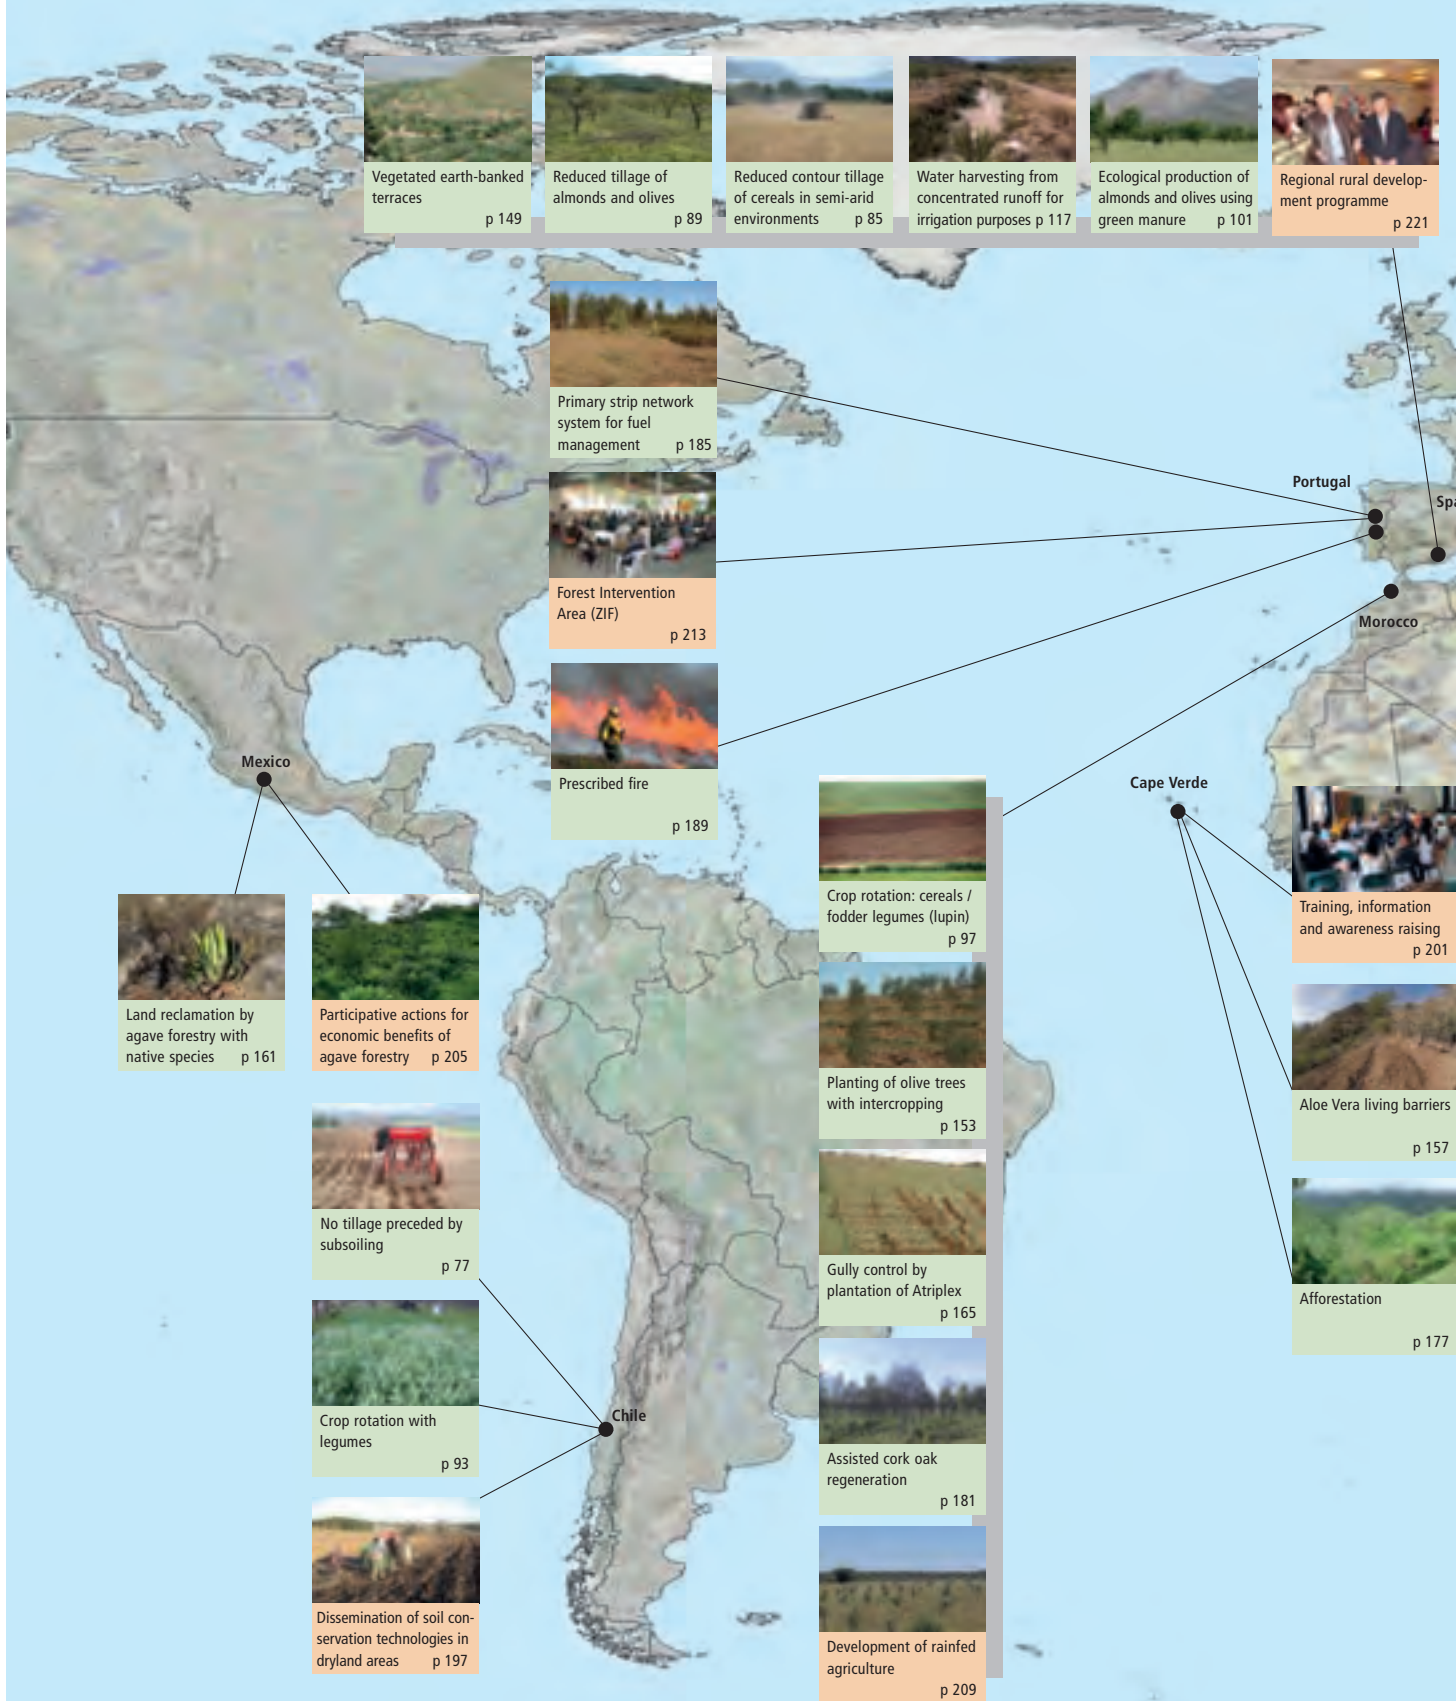 Vegetated earth-banked
terraces
p 149
Reduced tillage of
almonds and olives
p 89
Reduced contour tillage
of cereals in semi-arid
environments p 85
Water harvesting from
concentrated runoff for
irrigation purposes p 117
Ecological production of
almonds and olives using
green manure p 101
Regional rural develop-
ment programme
p 221
Primary strip network
system for fuel
management p 185
Portugal
Spa
Forest Intervention
Area (ZIF)
p 213
Morocco
Prescribed fire
p 189
Mexico
Cape Verde
Land reclamation by
agave forestry with
native species p 161
Participative actions for
economic benefits of
agave forestry p 205
Crop rotation: cereals /
fodder legumes (lupin)
p 97
Training, information
and awareness raising
p 201
Planting of olive trees
with intercropping
p 153
Aloe Vera living barriers
p 157
No tillage preceded by
subsoiling
p 77
Gully control by
plantation of Atriplex
p 165
Afforestation
p 177
Crop rotation with
legumes
p 93
Chile
Assisted cork oak
regeneration
p 181
Dissemination of soil con-
servation technologies in
dryland areas p 197
Development of rainfed
agriculture
p 209